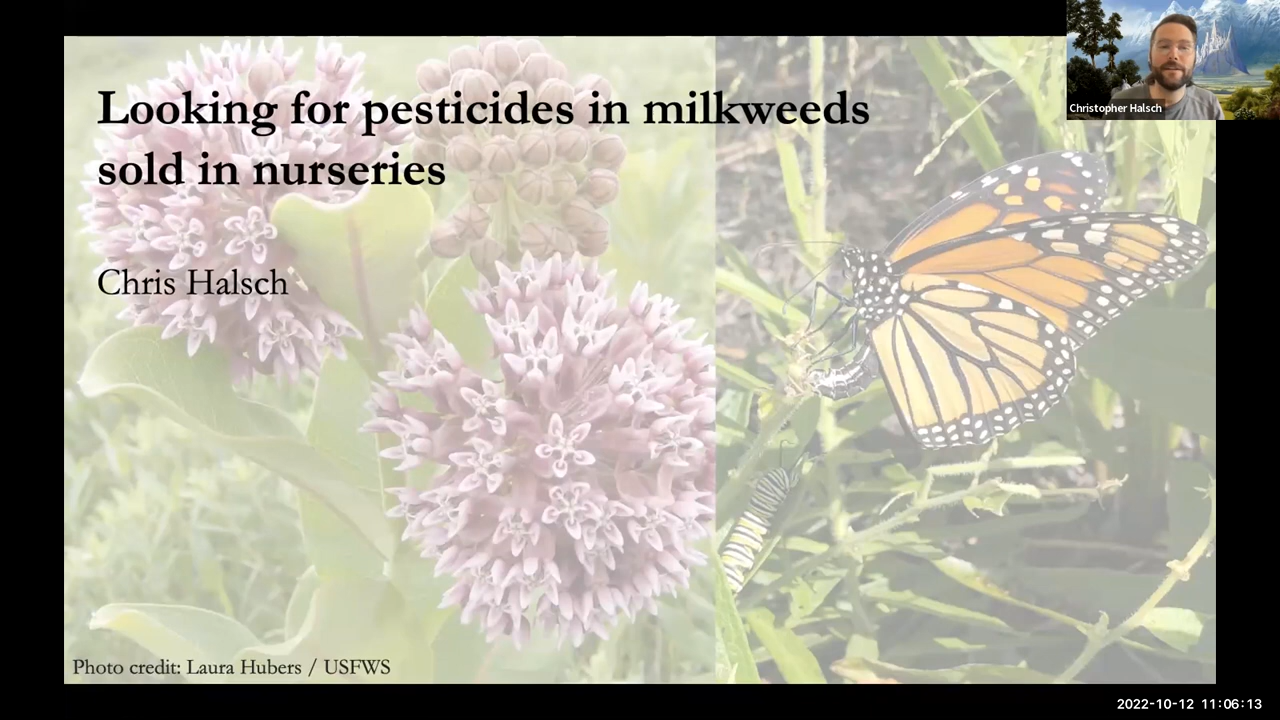 Looking for pesticides in milkweeds
sold in nurseries
Christopher Halsch
Chris Halsch
Photo credit: Laura Hubers / USFWS
2022-10-12 11:06:13